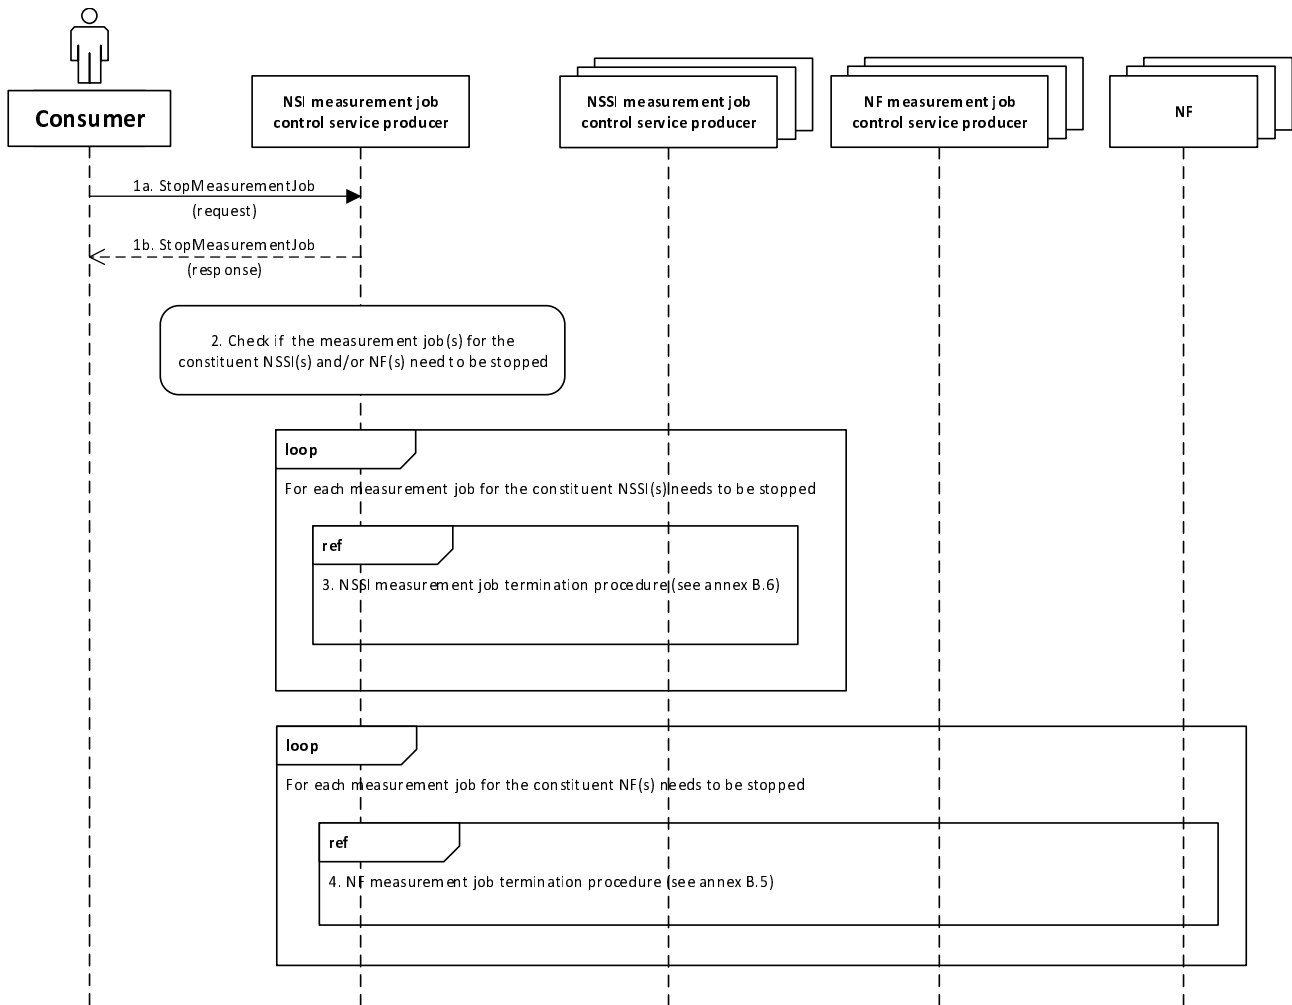 Consumer
NSI measurement job
control service producer
NSSI measurement job
control service producer
NF measurement job
control service producer
NF
1a. StopMeasurementJob
(request)
1b. StopMeasurementJob
(response)
2. Check if the measurement job(s) for the
constituent NSSI(s) and/or NF(s) need to be stopped
loop
For each measurement job for the constituent NSSI(s) needs to be stopped
ref
3. NSSI measurement job termination procedure (see annex B.6)
loop
For each measurement job for the constituent NF(s) needs to be stopped
ref
4. NF measurement job termination procedure (see annex B.5)